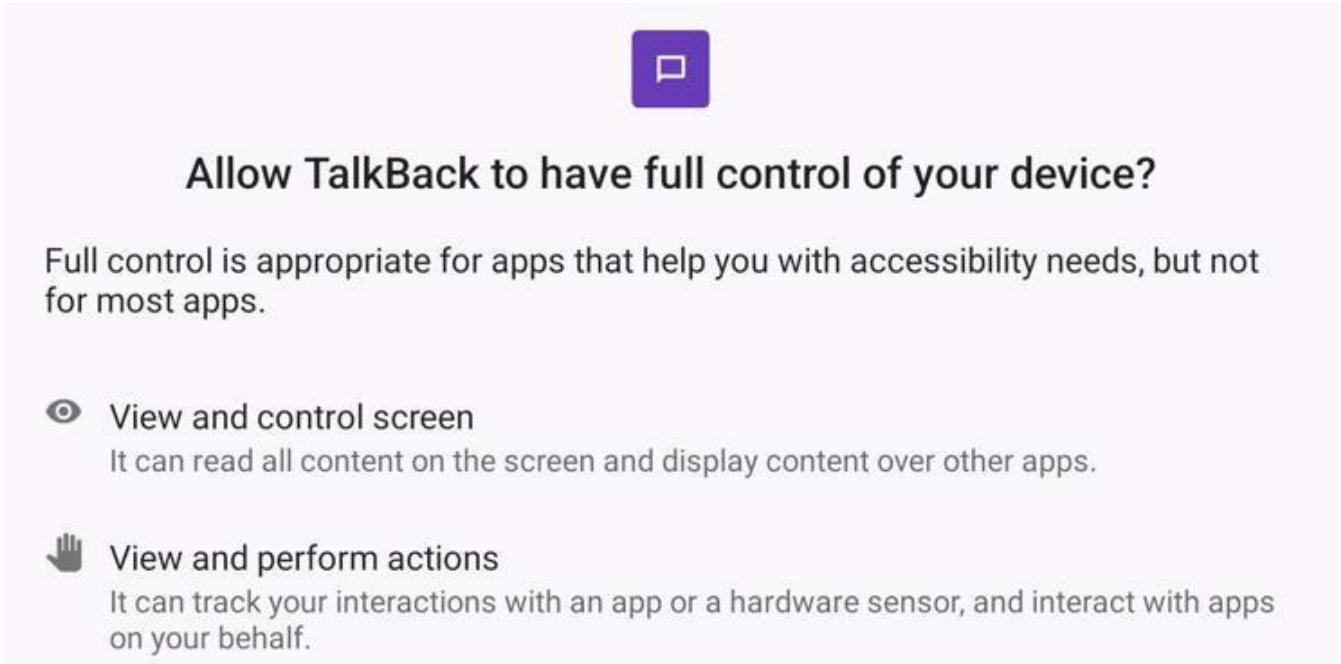 Allow TalkBack to have full control of your device?
Full control is appropriate for apps that help you with accessibility needs, but not
for most apps.
View and control screen
It can read all content on the screen and display content over other apps.
View and perform actions
It can track your interactions with an app or a hardware sensor, and interact with apps
on your behalf.